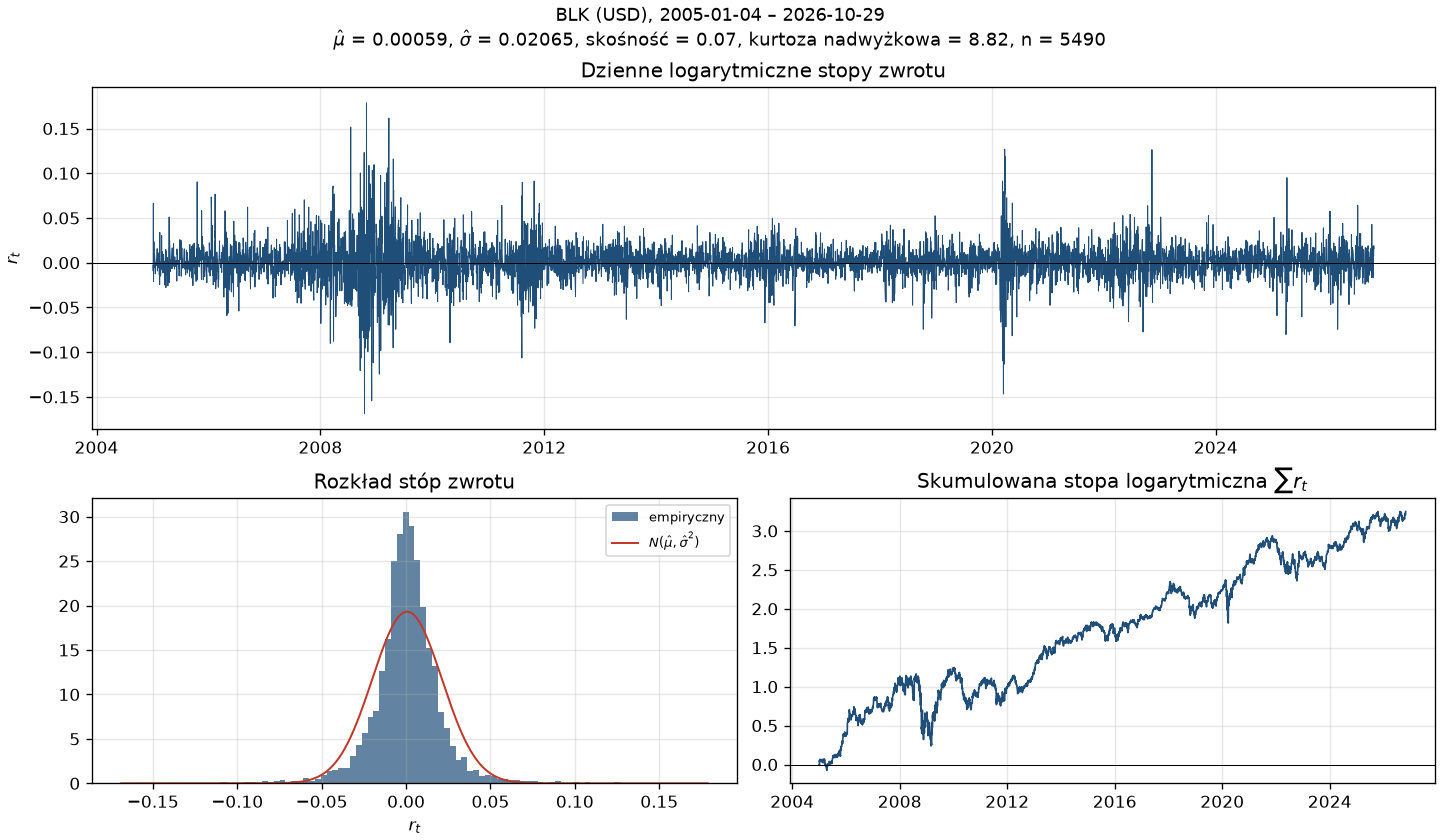 BLK (USD), 2005-01-04 – 2026-10-29
μ̂ = 0.00059, σ̂ = 0.02065, skośność = 0.07, kurtoza nadwyżkowa = 8.82, n = 5490
Dzienne logarytmiczne stopy zwrotu
r_t
0.15
0.10
0.05
0.00
−0.05
−0.10
−0.15
2004 2008 2012 2016 2020 2024
Rozkład stóp zwrotu
empiryczny
N(μ̂, σ̂²)
30
25
20
15
10
5
0
−0.15 −0.10 −0.05 0.00 0.05 0.10 0.15
r_t
Skumulowana stopa logarytmiczna ∑r_t
3.0
2.5
2.0
1.5
1.0
0.5
0.0
2004 2008 2012 2016 2020 2024